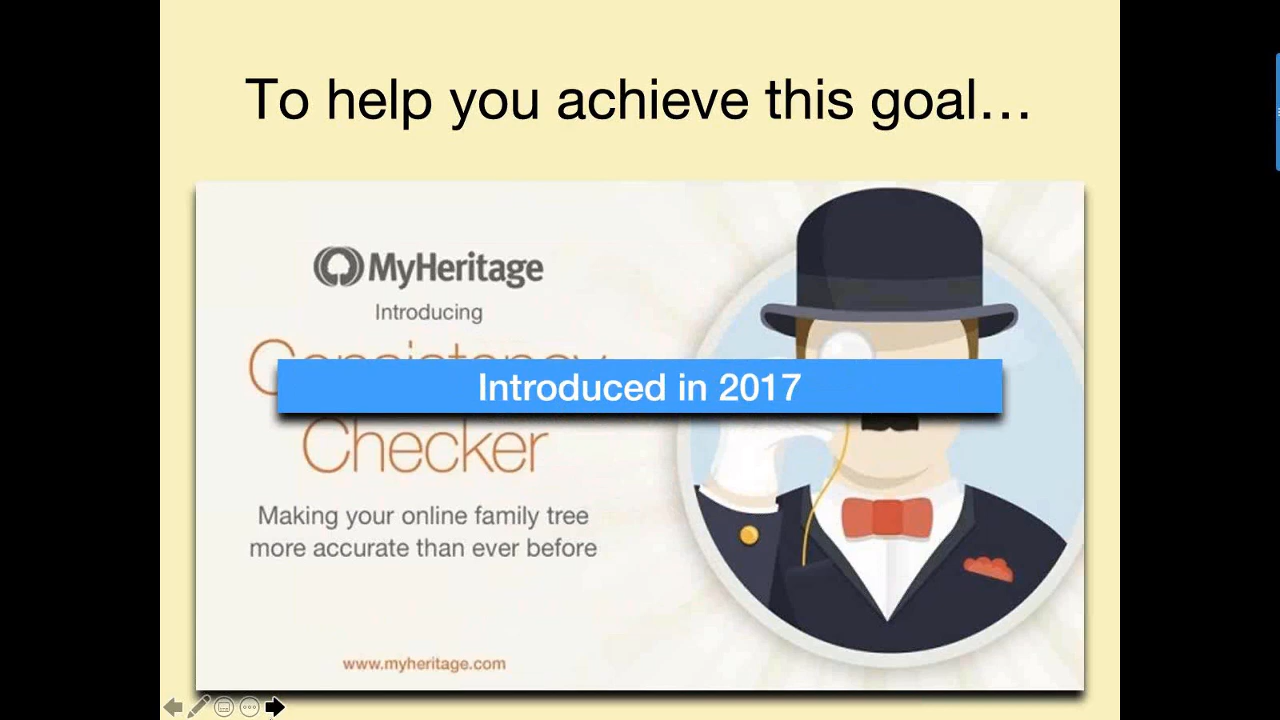 To help you achieve this goal…
MyHeritage
Introducing
Consistency
Introduced in 2017
Checker
Making your online family tree
more accurate than ever before
www.myheritage.com